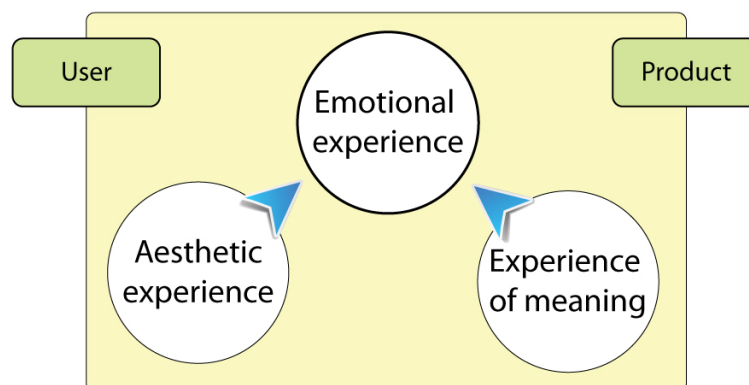 User
Product
Emotional
experience
Aesthetic
experience
Experience
of meaning